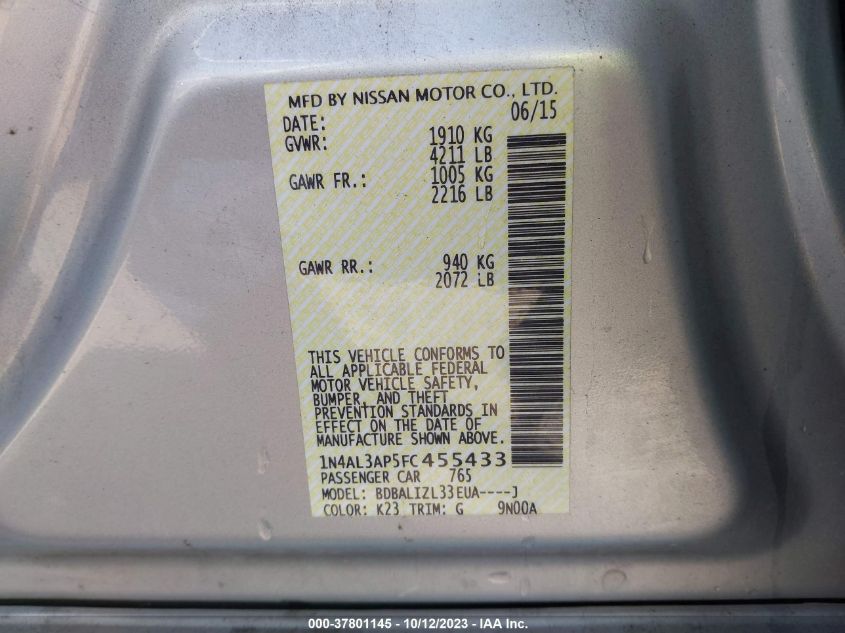 MFD BY NISSAN MOTOR CO., LTD.
DATE: 06/15
GVWR: 1910 KG
4211 LB
GAWR FR.: 1005 KG
2216 LB
GAWR RR.: 940 KG
2072 LB
THIS VEHICLE CONFORMS TO
ALL APPLICABLE FEDERAL
MOTOR VEHICLE SAFETY,
BUMPER, AND THEFT
PREVENTION STANDARDS IN
EFFECT ON THE DATE OF
MANUFACTURE SHOWN ABOVE.
1N4AL3AP5FC455433
PASSENGER CAR 765
MODEL: BDBALIZL33EUA----J
COLOR: K23 TRIM: G 9N00A
000-37801145 - 10/12/2023 - IAA Inc.